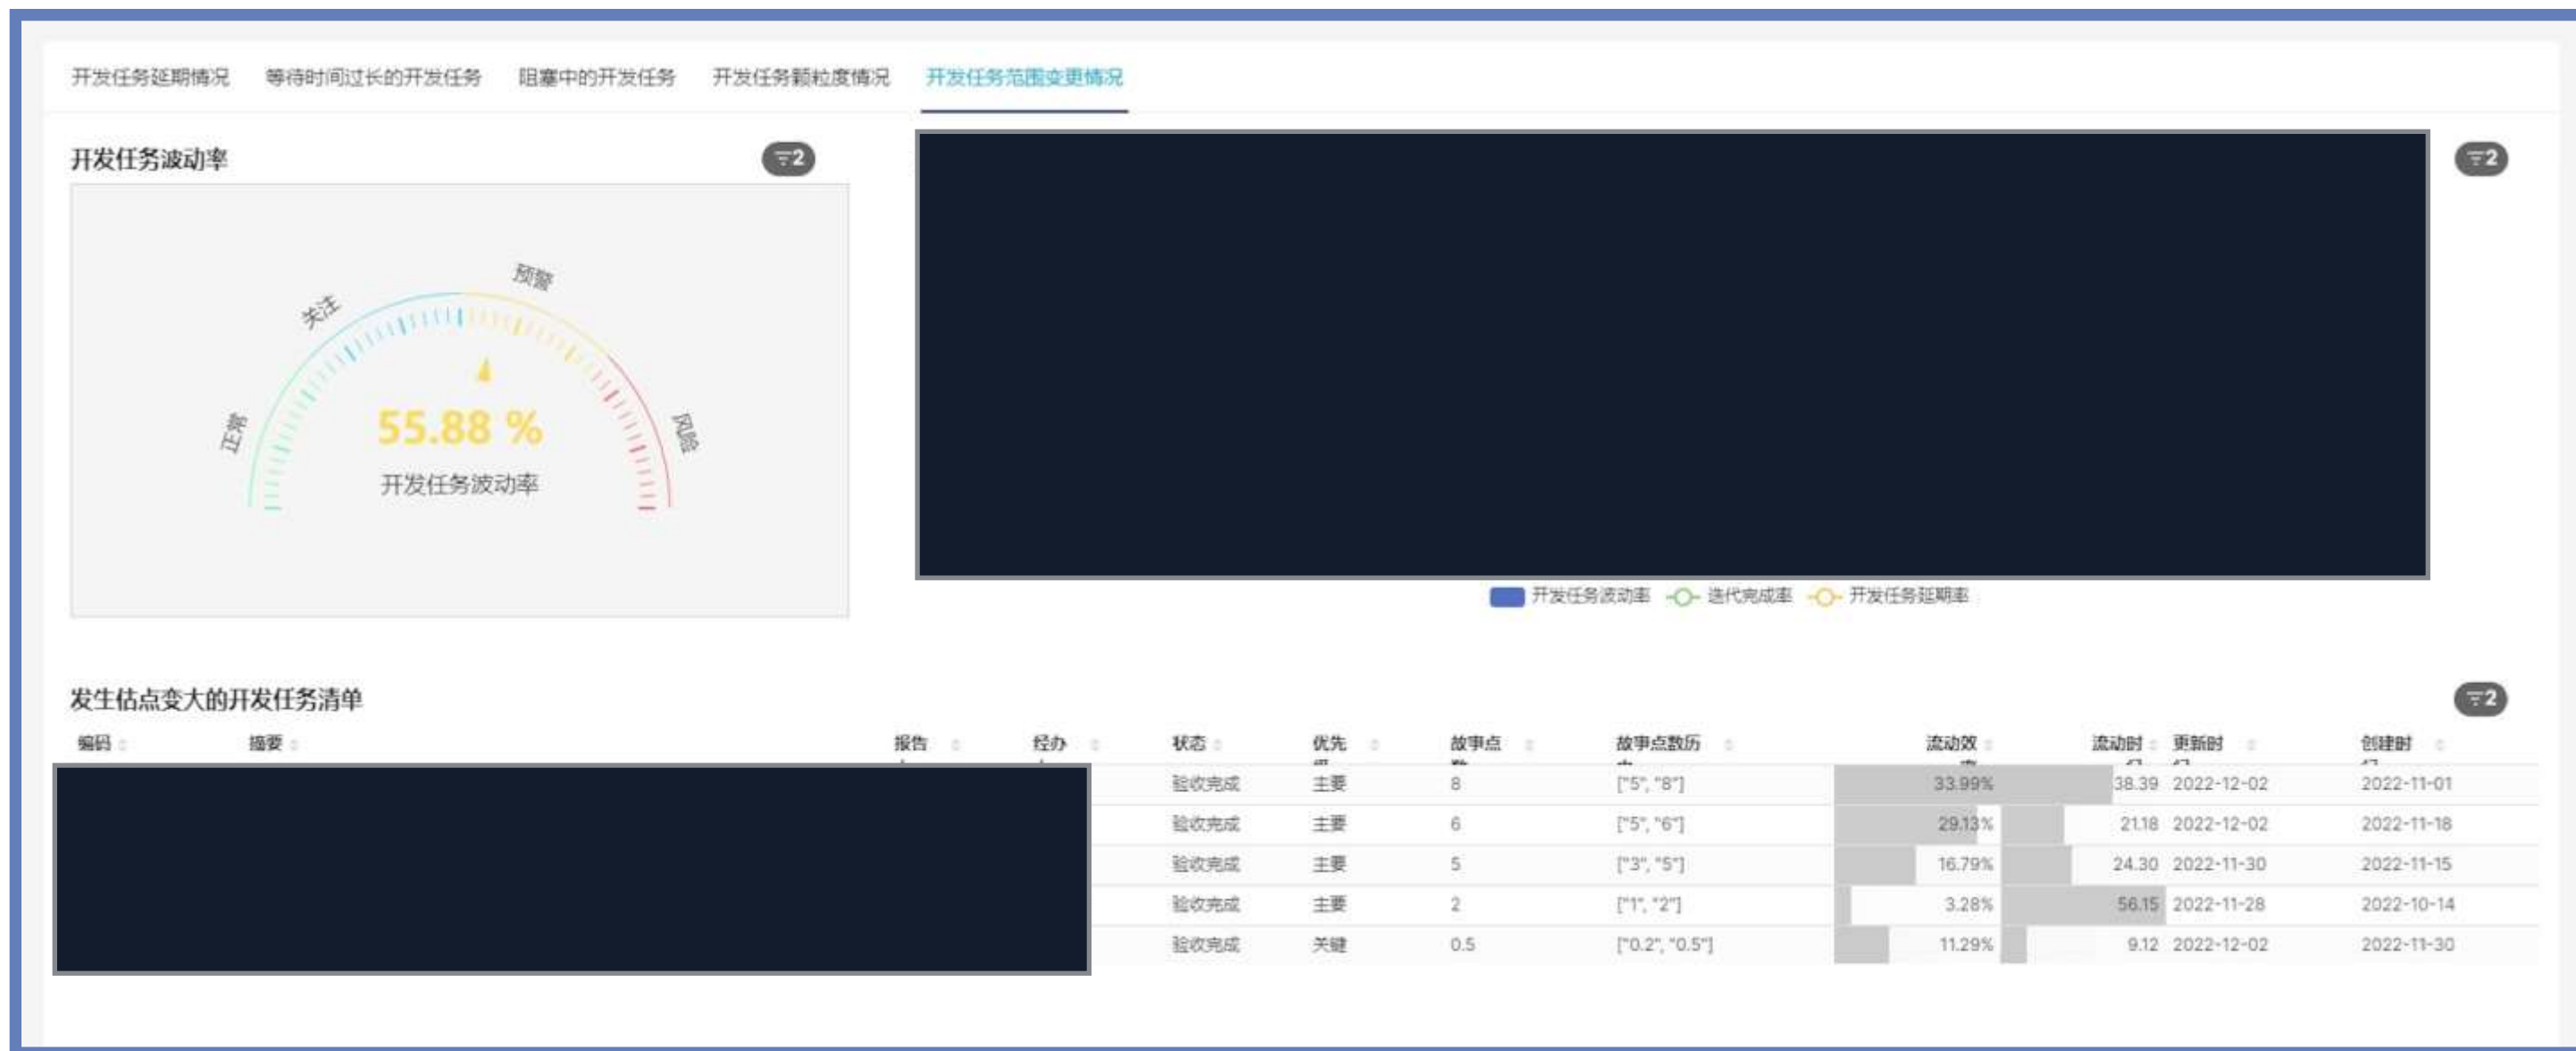 开发任务延期情况 等待时间过长的开发任务 阻塞中的开发任务 开发任务颗粒度情况 开发任务范围变更情况
开发任务波动率 2 2
正常 关注 预警 风险
55.88 %
开发任务波动率
开发任务波动率 迭代完成率 开发任务延期率
发生估点变大的开发任务清单 2
编码 摘要 报告 经办 状态 优先 故事点 故事点数历 流动效 流动时 更新时 创建时
验收完成 主要 8 ["5", "8"] 33.99% 38.39 2022-12-02 2022-11-01
验收完成 主要 6 ["5", "6"] 29.13% 21.18 2022-12-02 2022-11-18
验收完成 主要 5 ["3", "5"] 16.79% 24.30 2022-11-30 2022-11-15
验收完成 主要 2 ["1", "2"] 3.28% 56.15 2022-11-28 2022-10-14
验收完成 关键 0.5 ["0.2", "0.5"] 11.29% 9.12 2022-12-02 2022-11-30